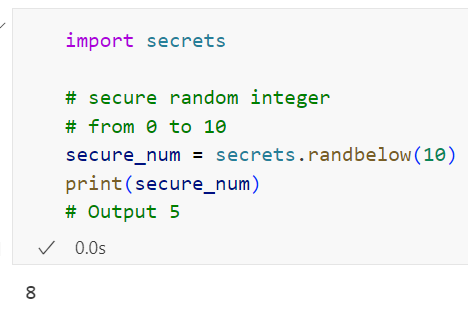 import secrets
# secure random integer
# from 0 to 10
secure_num = secrets.randbelow(10)
print(secure_num)
# Output 5
0.0s
8